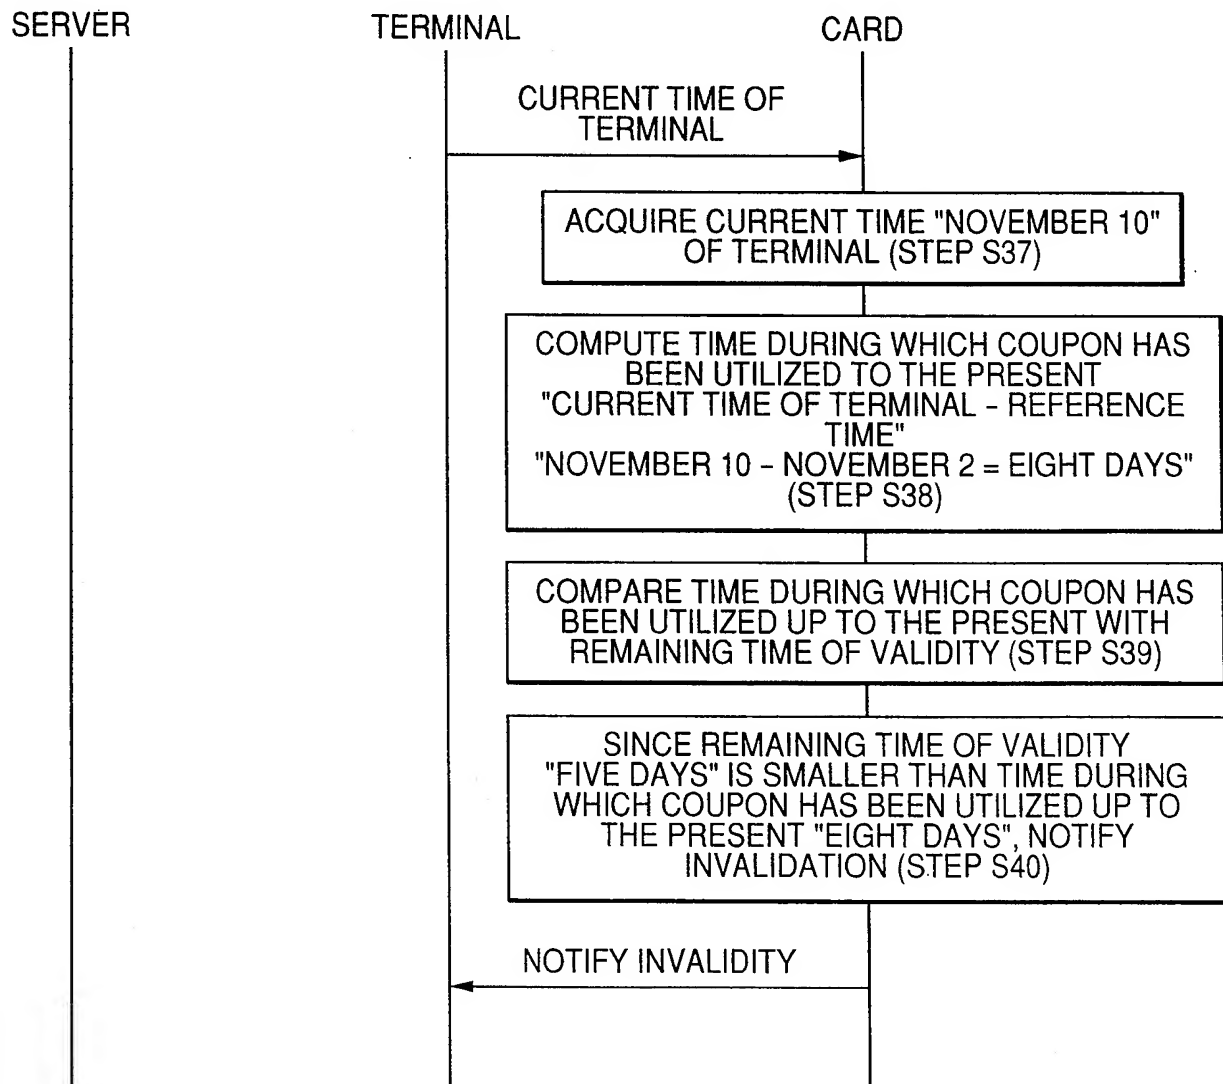 SERVER
TERMINAL
CARD
CURRENT TIME OF
TERMINAL
ACQUIRE CURRENT TIME "NOVEMBER 10"
OF TERMINAL (STEP S37)
COMPUTE TIME DURING WHICH COUPON HAS
BEEN UTILIZED TO THE PRESENT
"CURRENT TIME OF TERMINAL – REFERENCE
TIME"
"NOVEMBER 10 – NOVEMBER 2 = EIGHT DAYS"
(STEP S38)
COMPARE TIME DURING WHICH COUPON HAS
BEEN UTILIZED UP TO THE PRESENT WITH
REMAINING TIME OF VALIDITY (STEP S39)
SINCE REMAINING TIME OF VALIDITY
"FIVE DAYS" IS SMALLER THAN TIME DURING
WHICH COUPON HAS BEEN UTILIZED UP TO
THE PRESENT "EIGHT DAYS", NOTIFY
INVALIDATION (STEP S40)
NOTIFY INVALIDITY